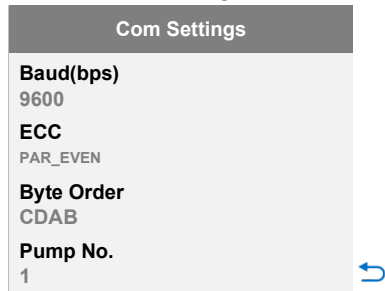 Com Settings
Baud(bps)
9600
ECC
PAR_EVEN
Byte Order
CDAB
Pump No.
1